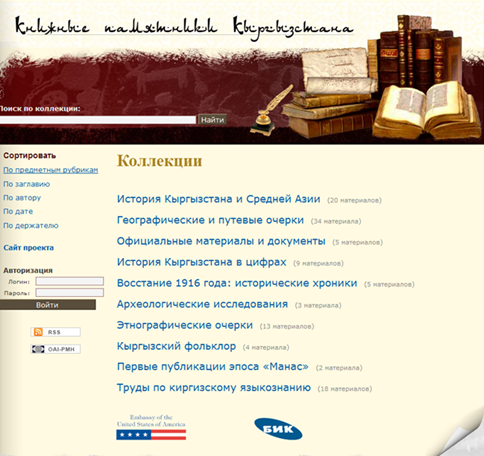 Книжные памятники Кыргызстана
Поиск по коллекции:
Найти
Сортировать
По предметным рубрикам
По заглавию
По автору
По дате
По держателю
Сайт проекта
Авторизация
Логин:
Пароль:
Войти
RSS
OAI-PMH
Коллекции
История Кыргызстана и Средней Азии (20 материалов)
Географические и путевые очерки (34 материала)
Официальные материалы и документы (5 материалов)
История Кыргызстана в цифрах (9 материалов)
Восстание 1916 года: исторические хроники (5 материалов)
Археологические исследования (3 материала)
Этнографические очерки (13 материалов)
Кыргызский фольклор (4 материала)
Первые публикации эпоса «Манас» (2 материала)
Труды по киргизскому языкознанию (18 материалов)
Embassy of the
United States of America
БИК